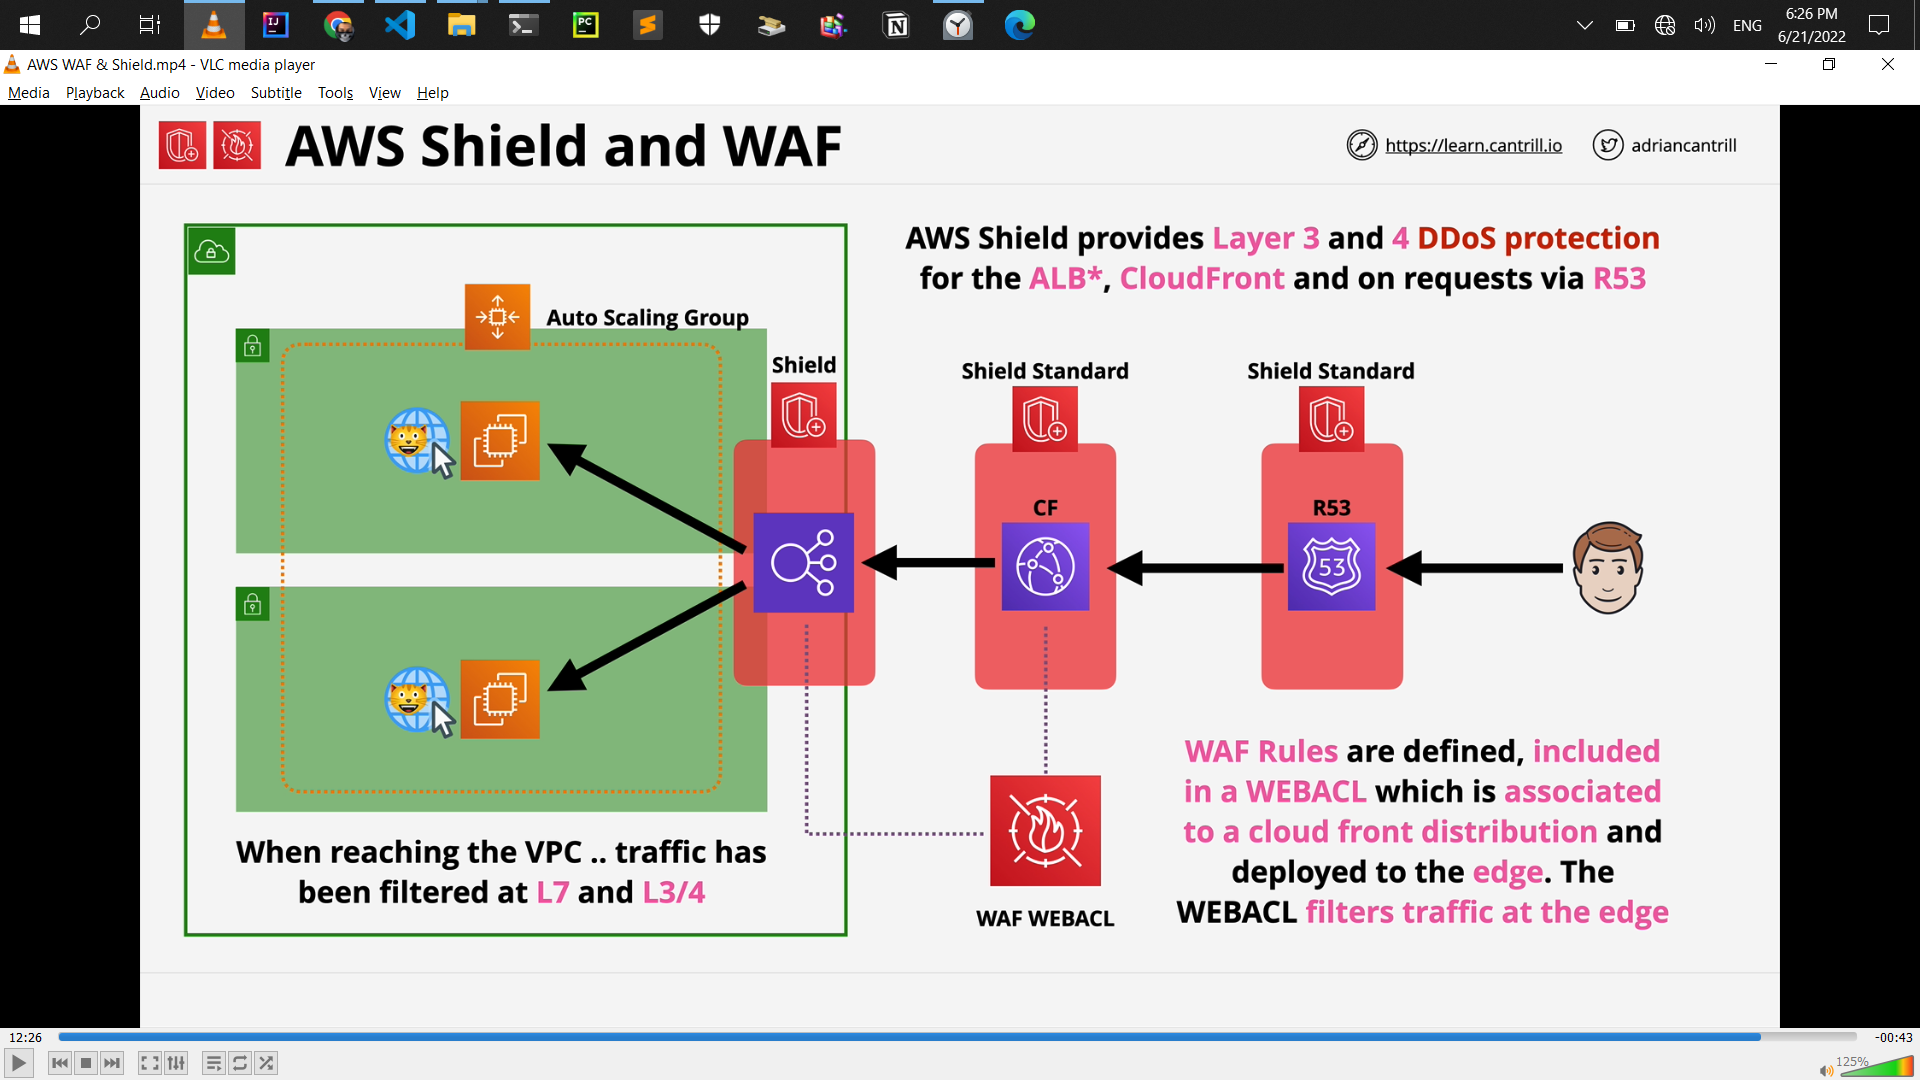 ENG
6:26 PM
6/21/2022
IJ
PC
N
AWS WAF & Shield.mp4 - VLC media player
Media Playback Audio Video Subtitle Tools View Help
AWS Shield and WAF
https://learn.cantrill.io
adriancantrill
AWS Shield provides Layer 3 and 4 DDoS protection
for the ALB*, CloudFront and on requests via R53
Auto Scaling Group
Shield
Shield Standard
Shield Standard
CF
R53
53
When reaching the VPC .. traffic has
been filtered at L7 and L3/4
WAF WEBACL
WAF Rules are defined, included
in a WEBACL which is associated
to a cloud front distribution and
deployed to the edge. The
WEBACL filters traffic at the edge
12:26
-00:43
125%